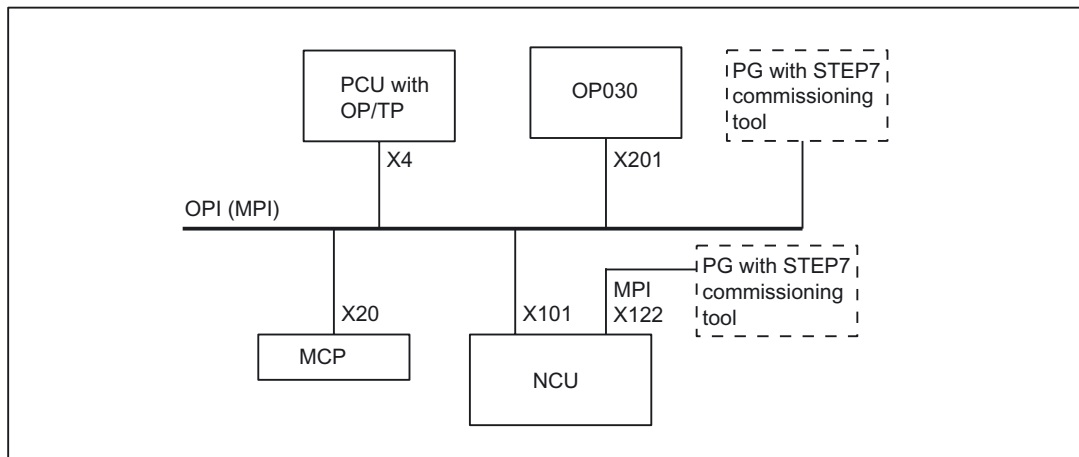 PCU with
OP/TP
OP030
PG with STEP7
commissioning
tool
X4
X201
OPI (MPI)
PG with STEP7
commissioning
tool
MPI
X122
X20
X101
MCP
NCU